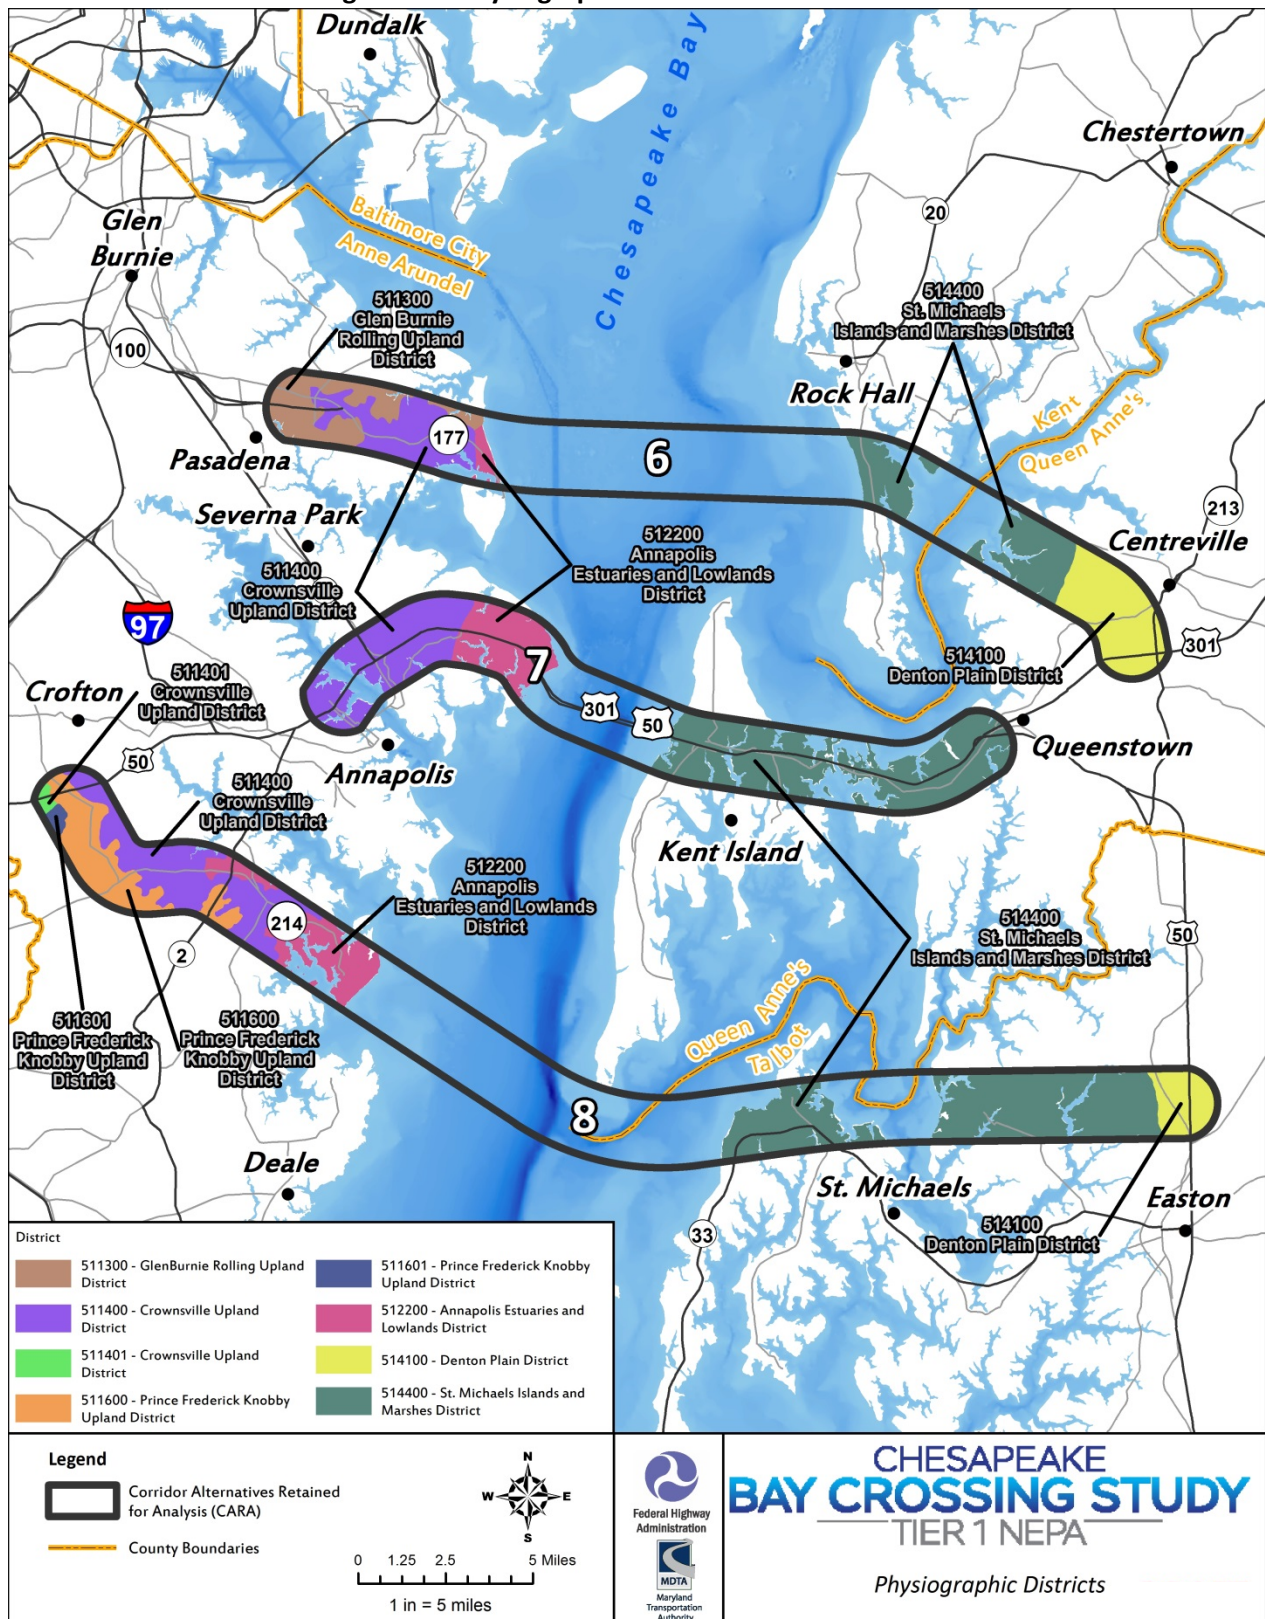 Dundalk
Chesapeake Bay
Chestertown
20
Glen
Burnie
Baltimore City
Anne Arundel
514400
St. Michaels
Islands and Marshes District
511300
Glen Burnie
Rolling Upland
District
100
Rock Hall
Kent
Queen Anne's
177
6
Pasadena
213
Severna Park
Centreville
512200
Annapolis
Estuaries and Lowlands
District
511400
Crownsville
Upland District
97
514100
Denton Plain District
301
7
511401
Crownsville
Upland District
Crofton
301
50
Queenstown
50
Annapolis
511400
Crownsville
Upland District
Kent Island
512200
Annapolis
Estuaries and Lowlands
District
214
2
514400
St. Michaels
Islands and Marshes District
50
Queen Anne's
Talbot
511601
Prince Frederick
Knobby Upland
District
511600
Prince Frederick
Knobby Upland
District
8
Deale
St. Michaels
Easton
33
514100
Denton Plain District
District
511300 - GlenBurnie Rolling Upland
District
511400 - Crownsville Upland
District
511401 - Crownsville Upland
District
511600 - Prince Frederick Knobby
Upland District
511601 - Prince Frederick Knobby
Upland District
512200 - Annapolis Estuaries and
Lowlands District
514100 - Denton Plain District
514400 - St. Michaels Islands and
Marshes District
Legend
Corridor Alternatives Retained
for Analysis (CARA)
County Boundaries
N
W E
S
0 1.25 2.5 5 Miles
1 in = 5 miles
Federal Highway
Administration
MDTA
Maryland
Transportation
Authority
CHESAPEAKE
BAY CROSSING STUDY
TIER 1 NEPA
Physiographic Districts